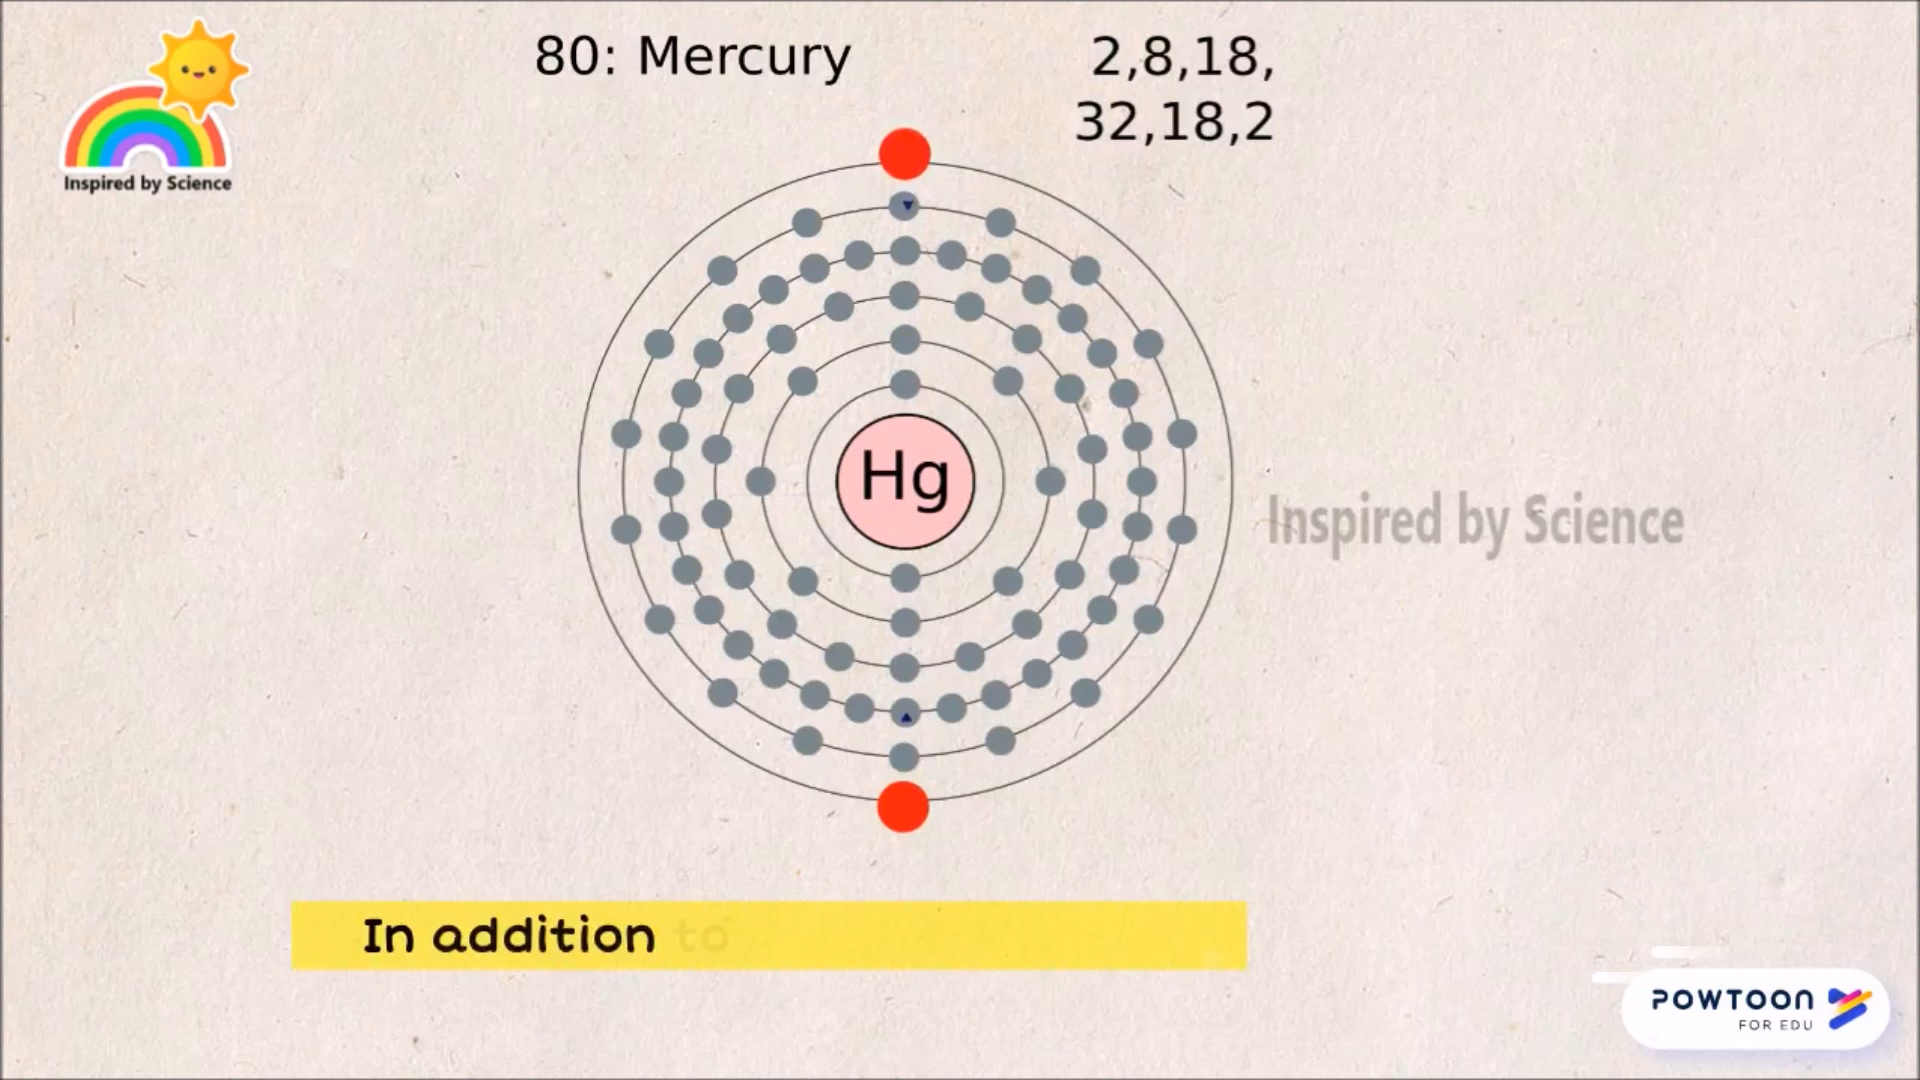 80: Mercury
2,8,18,
32,18,2
Inspired by Science
Hg
Inspired by Science
In addition to
POWTOON
FOR EDU